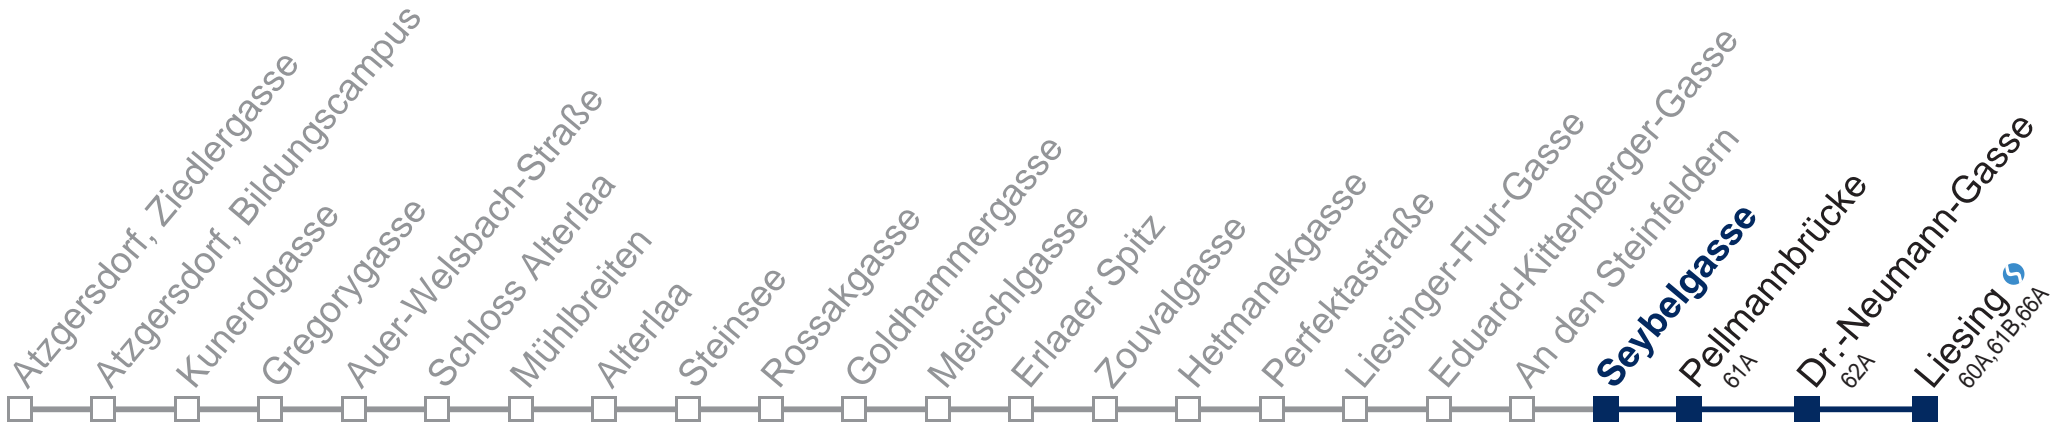 Atzgersdorf, Ziedlergasse
Atzgersdorf, Bildungscampus
Kunerolgasse
Gregorygasse
Auer-Welsbach-Straße
Schloss Alterlaa
Mühlbreiten
Alterlaa
Steinsee
Rossakgasse
Goldhammergasse
Meischlgasse
Erlaaer Spitz
Zouvalgasse
Hetmanekgasse
Perfektastraße
Liesinger-Flur-Gasse
Eduard-Kittenberger-Gasse
An den Steinfeldern
Seybelgasse
Pellmannbrücke
61A
Dr.-Neumann-Gasse
62A
Liesing
60A,61B,66A